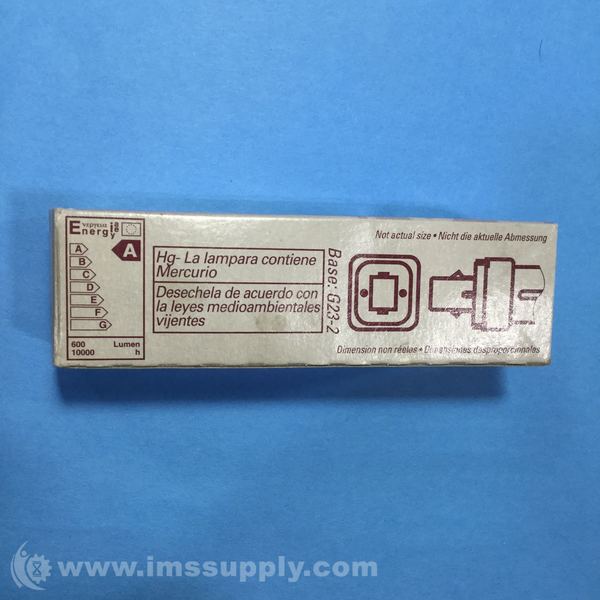 Energi
A
A
B
C
D
E
F
G
600 Lumen
10000 h
Hg- La lampara contiene
Mercurio
Desechela de acuerdo con
la leyes medioambientales
vijentes
Base: G23-2
Not actual size • Nicht die aktuelle Abmessung
Dimension non réeles • Dimensiones desproporcionales
www.imssupply.com